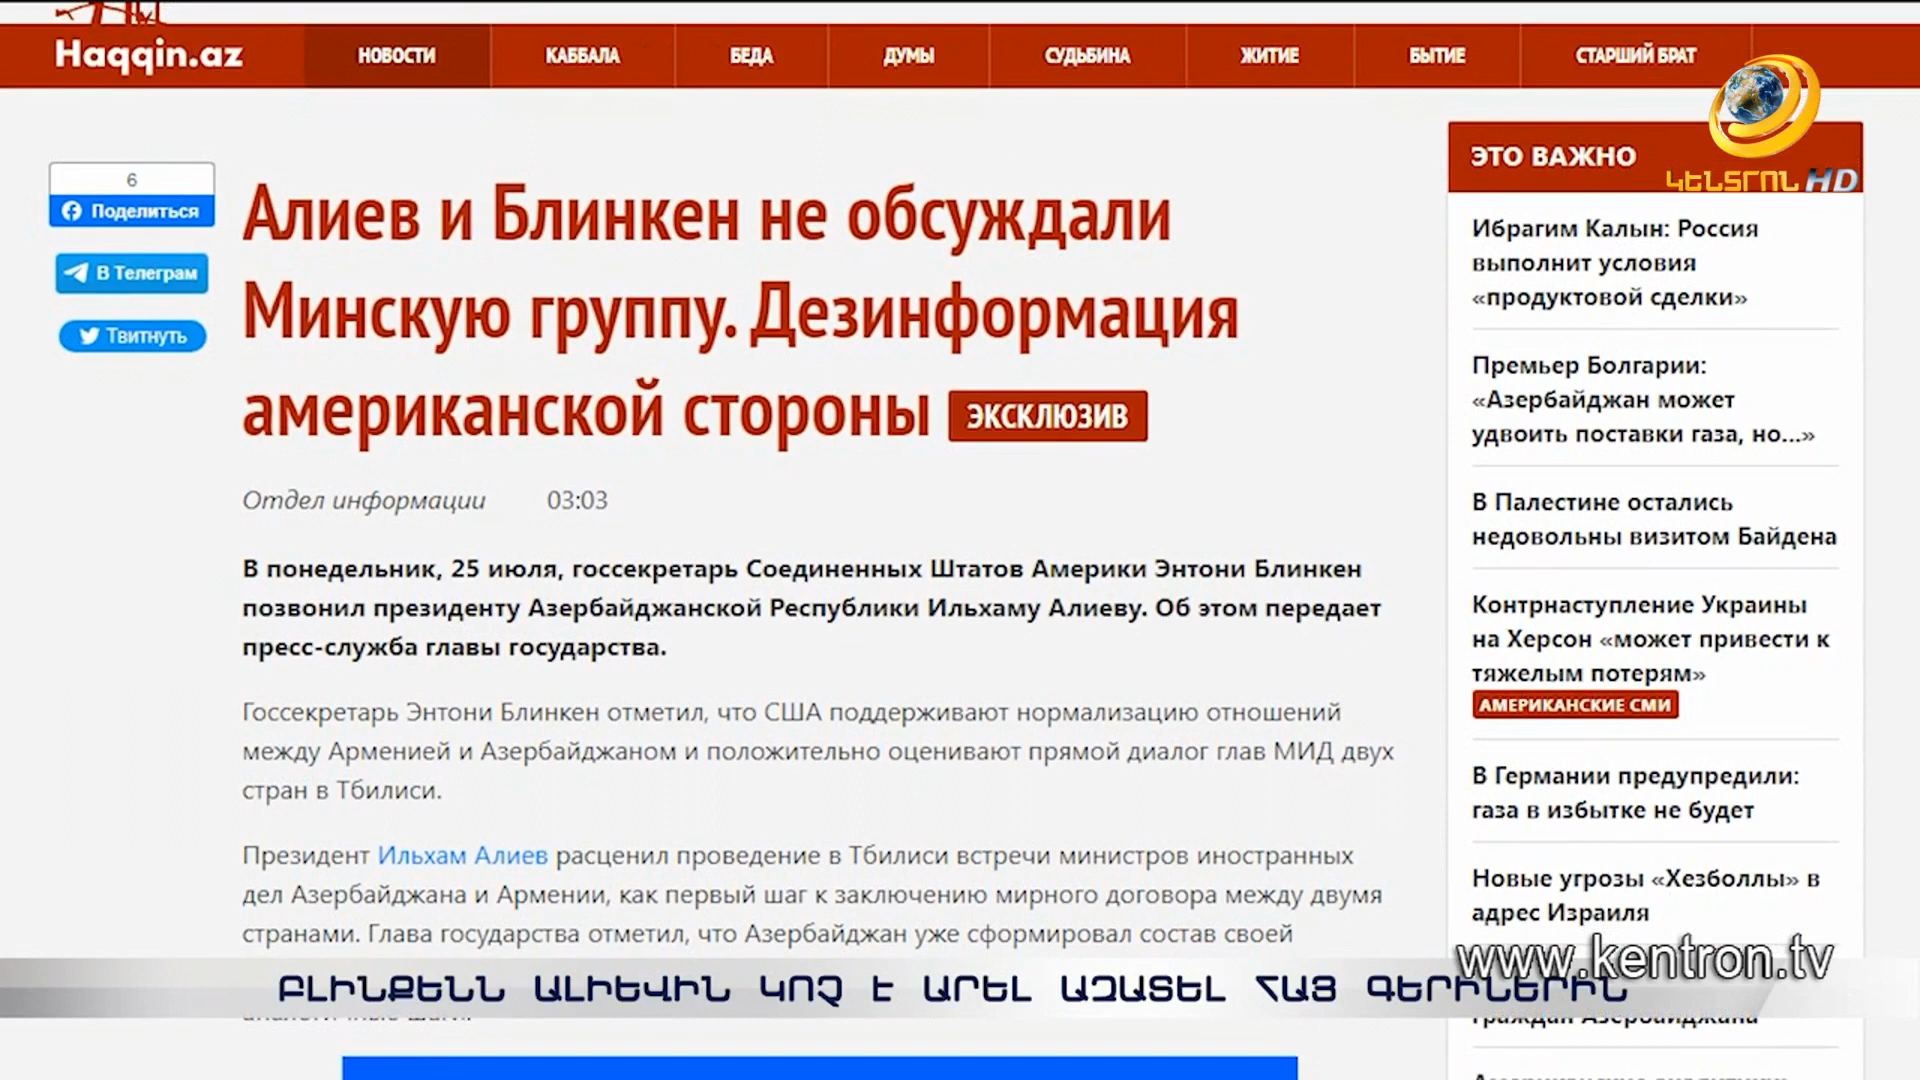 Haqqin.az
НОВОСТИ
КАББАЛА
БЕДА
ДУМЫ
СУДЬБИНА
ЖИТИЕ
БЫТИЕ
СТАРШИЙ БРАТ
6
Поделиться
В Телеграм
Твитнуть
Алиев и Блинкен не обсуждали
Минскую группу. Дезинформация
американской стороны ЭКСКЛЮЗИВ
Отдел информации 03:03
В понедельник, 25 июля, госсекретарь Соединенных Штатов Америки Энтони Блинкен
позвонил президенту Азербайджанской Республики Ильхаму Алиеву. Об этом передает
пресс-служба главы государства.
Госсекретарь Энтони Блинкен отметил, что США поддерживают нормализацию отношений
между Арменией и Азербайджаном и положительно оценивают прямой диалог глав МИД двух
стран в Тбилиси.
Президент Ильхам Алиев расценил проведение в Тбилиси встречи министров иностранных
дел Азербайджана и Армении, как первый шаг к заключению мирного договора между двумя
странами. Глава государства отметил, что Азербайджан уже сформировал состав своей
ЭТО ВАЖНО
ԿԵՆՏՐՈՆ HD
Ибрагим Калын: Россия
выполнит условия
«продуктовой сделки»
Премьер Болгарии:
«Азербайджан может
удвоить поставки газа, но...»
В Палестине остались
недовольны визитом Байдена
Контрнаступление Украины
на Херсон «может привести к
тяжелым потерям»
АМЕРИКАНСКИЕ СМИ
В Германии предупредили:
газа в избытке не будет
Новые угрозы «Хезболлы» в
адрес Израиля
www.kentron.tv
ԲԼԻՆՔԵՆՆ ԱԼԻԵՎԻՆ ԿՈՉ Է ԱՐԵԼ ԱԶԱՏԵԼ ՀԱՅ ԳԵՐԻՆԵՐԻՆ
граждан Азербайджана